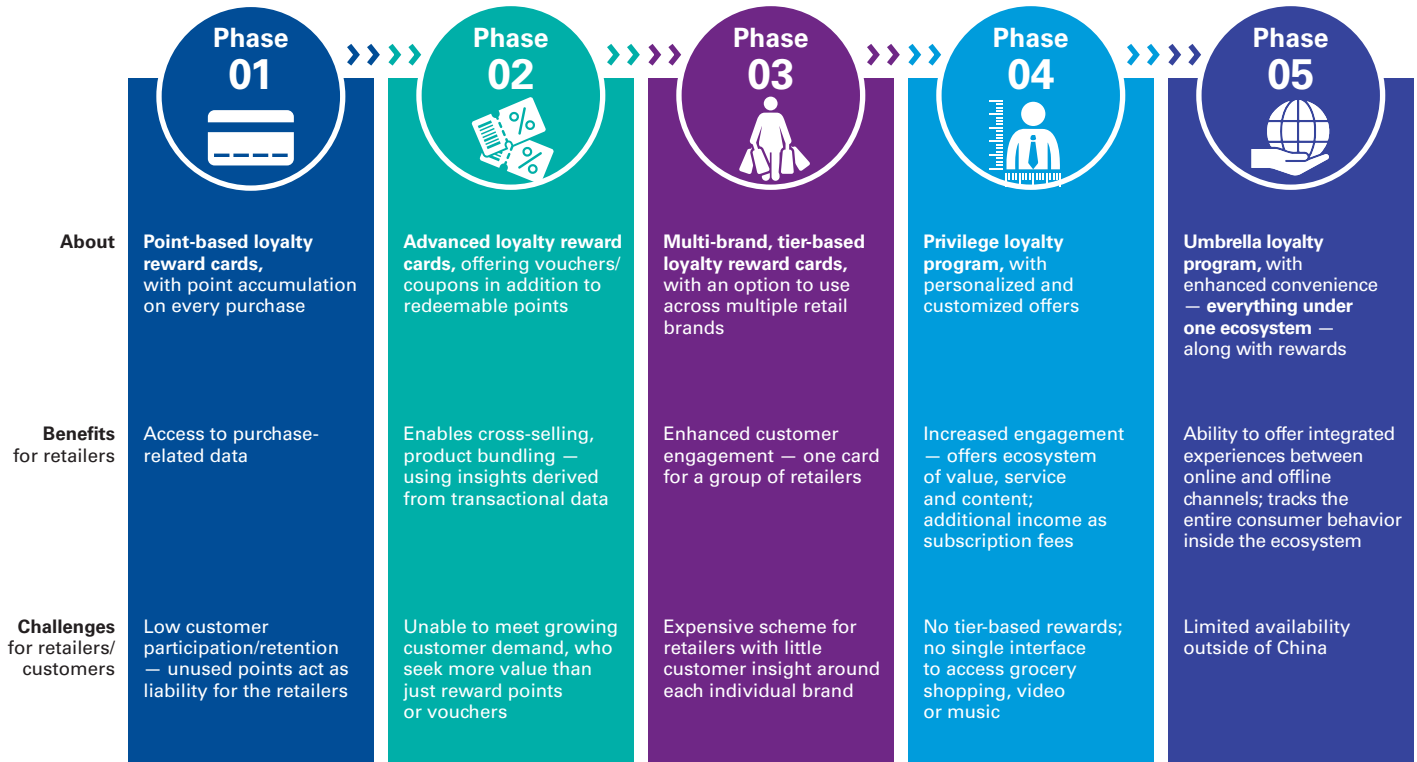 Phase
01
Phase
02
Phase
03
Phase
04
Phase
05
About
Point-based loyalty
reward cards,
with point accumulation
on every purchase
Advanced loyalty reward
cards, offering vouchers/
coupons in addition to
redeemable points
Multi-brand, tier-based
loyalty reward cards,
with an option to use
across multiple retail
brands
Privilege loyalty
program, with
personalized and
customized offers
Umbrella loyalty
program, with
enhanced convenience
— everything under
one ecosystem —
along with rewards
Benefits
for retailers
Access to purchase-
related data
Enables cross-selling,
product bundling —
using insights derived
from transactional data
Enhanced customer
engagement — one card
for a group of retailers
Increased engagement
— offers ecosystem
of value, service
and content;
additional income as
subscription fees
Ability to offer integrated
experiences between
online and offline
channels; tracks the
entire consumer behavior
inside the ecosystem
Challenges
for retailers/
customers
Low customer
participation/retention
— unused points act as
liability for the retailers
Unable to meet growing
customer demand, who
seek more value than
just reward points
or vouchers
Expensive scheme for
retailers with little
customer insight around
each individual brand
No tier-based rewards;
no single interface
to access grocery
shopping, video
or music
Limited availability
outside of China